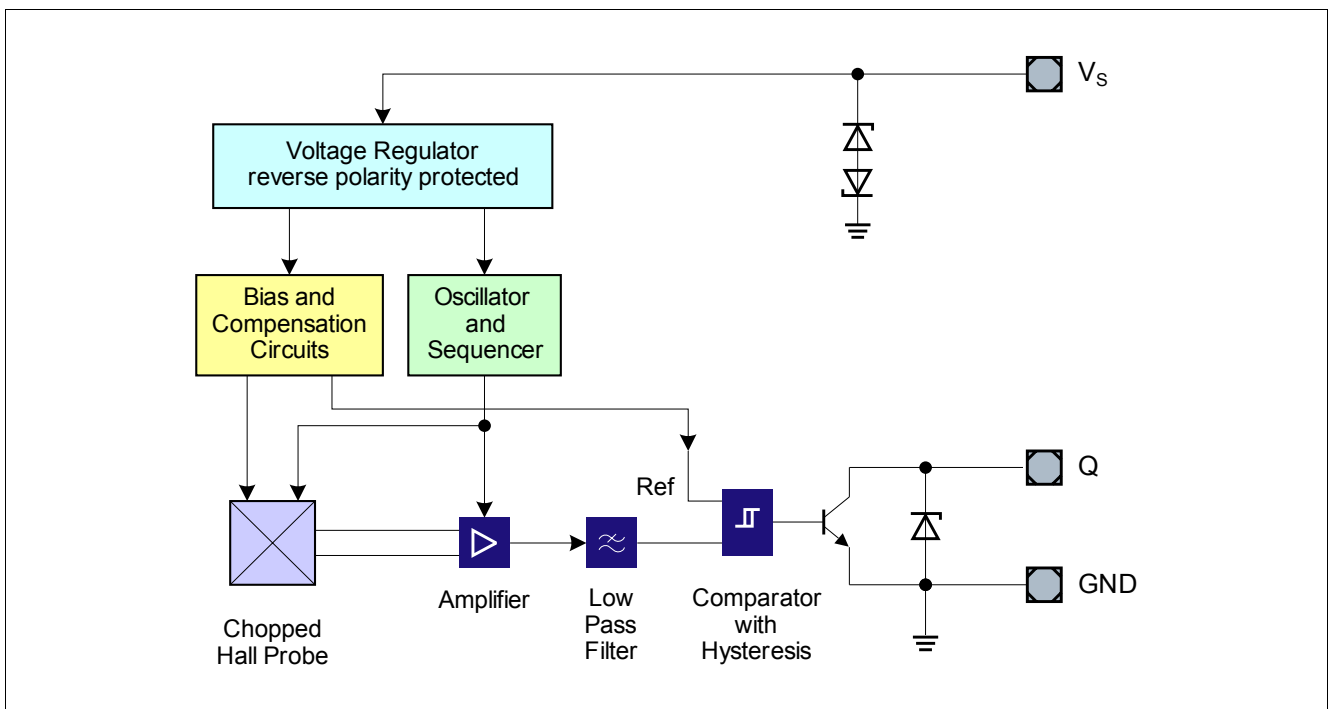 V_S
Voltage Regulator
reverse polarity protected
Bias and
Compensation
Circuits
Oscillator
and
Sequencer
Ref
Q
GND
Amplifier
Low
Pass
Filter
Comparator
with
Hysteresis
Chopped
Hall Probe